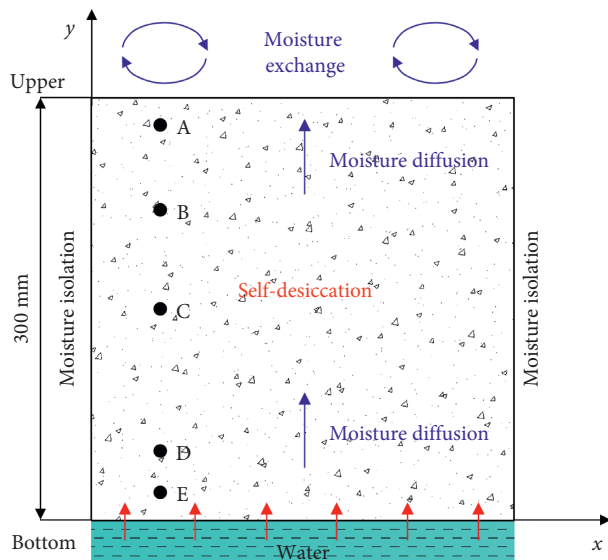 y
Moisture
exchange
Upper
A
Moisture diffusion
B
Self-desiccation
C
300 mm
Moisture isolation
Moisture isolation
Moisture diffusion
D
E
Bottom
Water
x